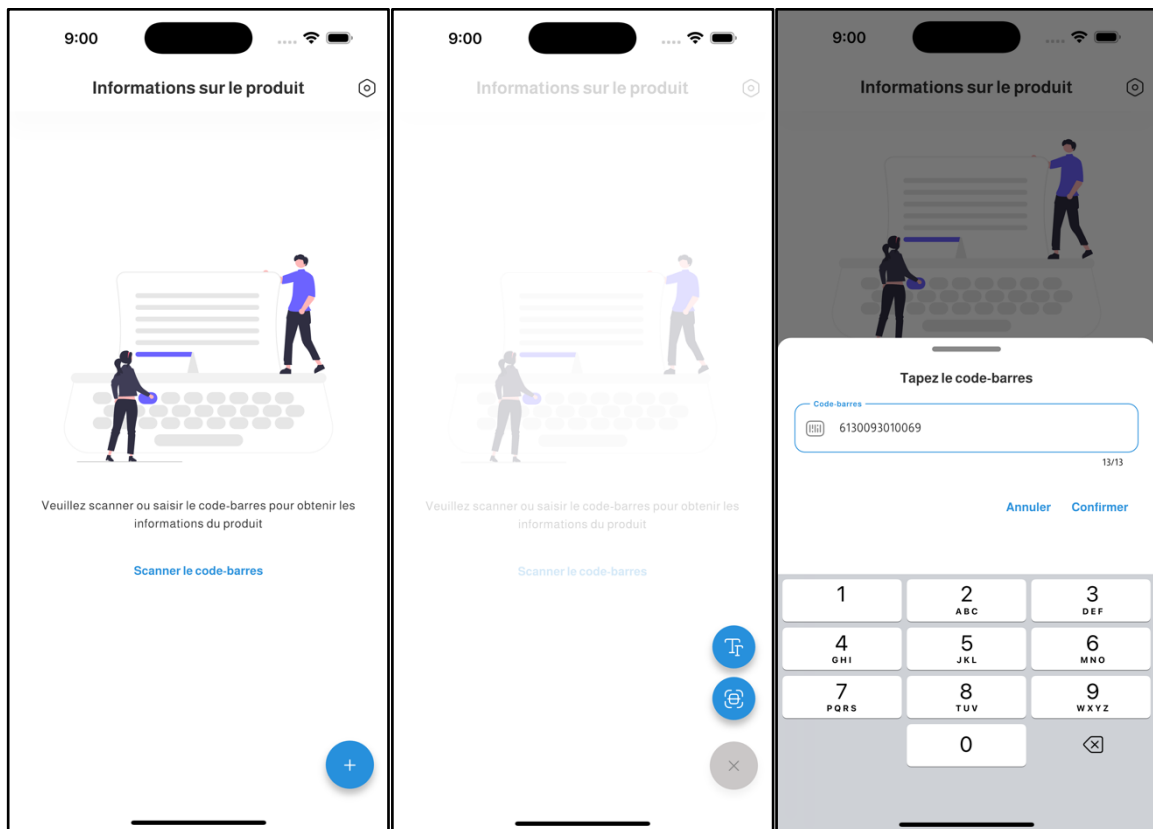 9:00
Informations sur le produit
Veuillez scanner ou saisir le code-barres pour obtenir les
informations du produit
Scanner le code-barres
9:00
Informations sur le produit
Veuillez scanner ou saisir le code-barres pour obtenir les
informations du produit
Scanner le code-barres
Tr
9:00
Informations sur le produit
Tapez le code-barres
Code-barres
6130093010069
13/13
Annuler Confirmer
1 2 3
ABC DEF
4 5 6
GHI JKL MNO
7 8 9
PQRS TUV WXYZ
0